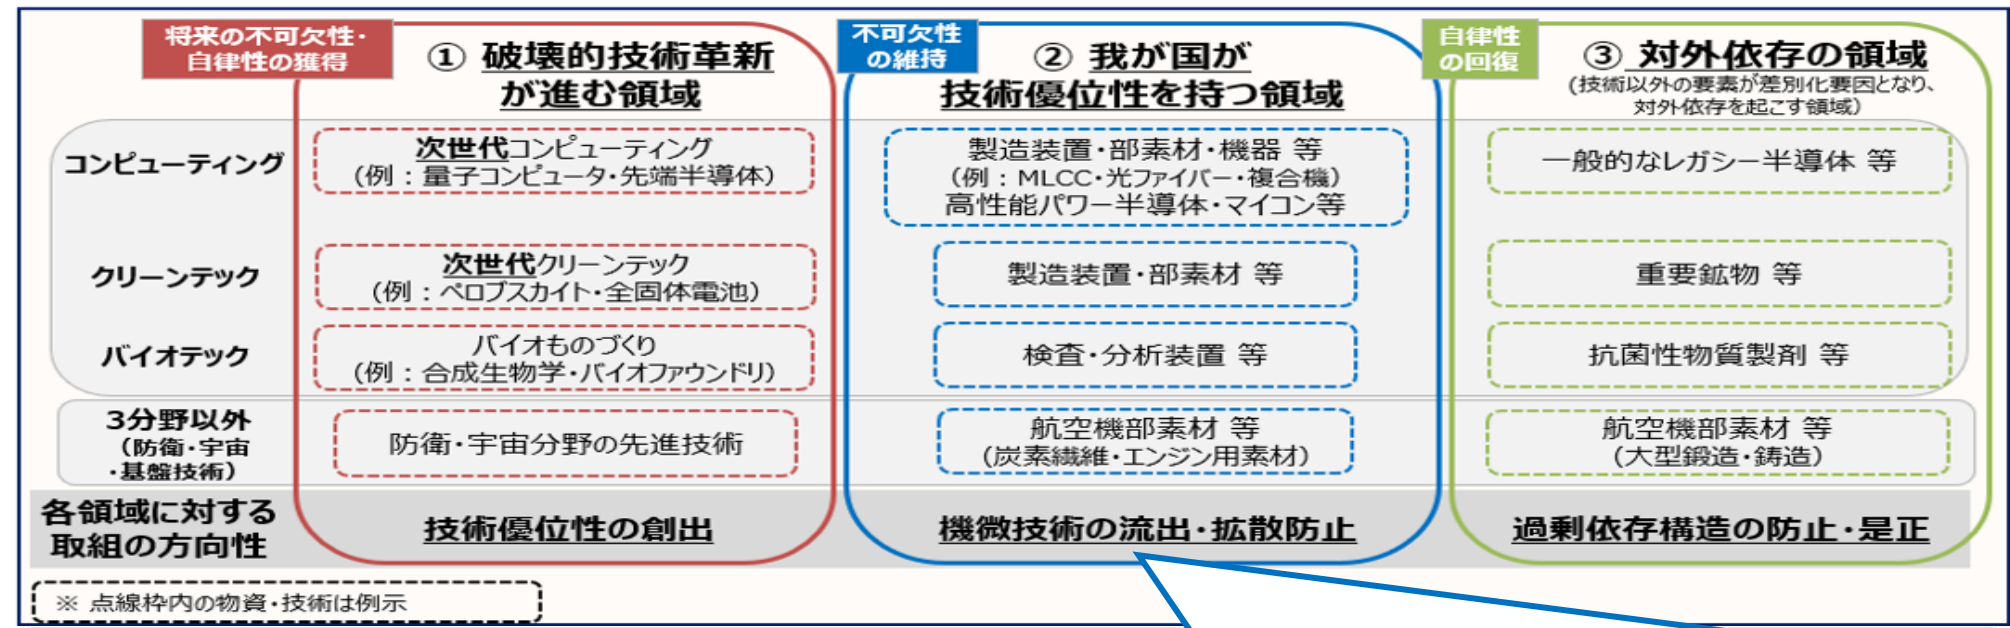 将来の不可欠性・
自律性の獲得
① 破壊的技術革新
が進む領域
不可欠性
の維持
② 我が国が
技術優位性を持つ領域
自律性
の回復
③ 対外依存の領域
(技術以外の要素が差別化要因となり、
対外依存を起こす領域)
コンピューティング
次世代コンピューティング
(例：量子コンピュータ・先端半導体)
製造装置・部素材・機器 等
(例：MLCC・光ファイバー・複合機)
高性能パワー半導体・マイコン等
一般的なレガシー半導体 等
クリーンテック
次世代クリーンテック
(例：ペロブスカイト・全固体電池)
製造装置・部素材 等
重要鉱物 等
バイオテック
バイオものづくり
(例：合成生物学・バイオファウンドリ)
検査・分析装置 等
抗菌性物質製剤 等
3分野以外
(防衛・宇宙
・基盤技術)
防衛・宇宙分野の先進技術
航空機部素材 等
(炭素繊維・エンジン用素材)
航空機部素材 等
(大型鍛造・鋳造)
各領域に対する
取組の方向性
技術優位性の創出
機微技術の流出・拡散防止
過剰依存構造の防止・是正
※ 点線枠内の物資・技術は例示